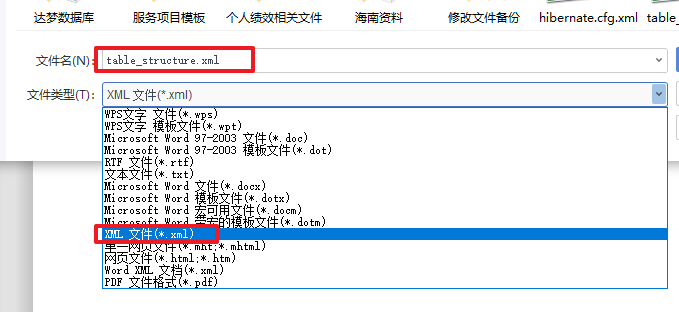 达梦数据库 服务项目模板 个人绩效相关文件 海南资料 修改文件备份 hibernate.cfg.xml table_
文件名(N): table_structure.xml
文件类型(T): XML 文件(*.xml)
WPS文字 文件(*.wps)
WPS文字 模板文件(*.wpt)
Microsoft Word 97-2003 文件(*.doc)
Microsoft Word 97-2003 模板文件(*.dot)
RTF 文件(*.rtf)
文本文件(*.txt)
Microsoft Word 文件(*.docx)
Microsoft Word 模板文件(*.dotx)
Microsoft Word 宏可用文件(*.docm)
Microsoft Word 带宏的模板文件(*.dotm)
XML 文件(*.xml)
单一网页文件(*.mht;*.mhtml)
网页文件(*.html;*.htm)
Word XML 文档(*.xml)
PDF 文件格式(*.pdf)